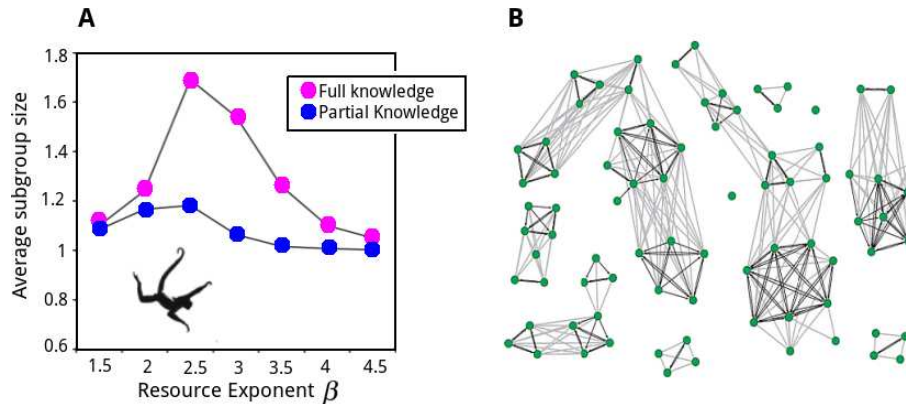 A
B
1.8
1.6
1.4
1.2
1
0.8
0.6
Average subgroup size
Full knowledge
Partial Knowledge
1.5 2 2.5 3 3.5 4 4.5
Resource Exponent β